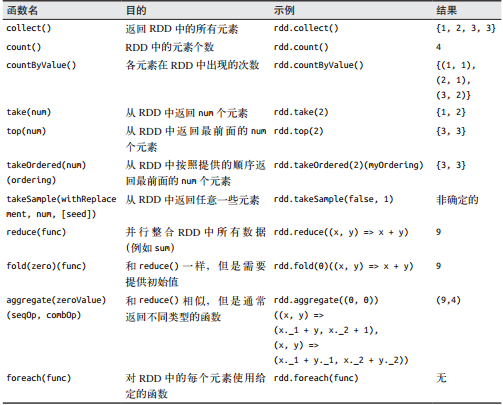 函数名 目的 示例 结果
collect() 返回 RDD 中的所有元素 rdd.collect() {1, 2, 3, 3}
count() RDD 中的元素个数 rdd.count() 4
countByValue() 各元素在 RDD 中出现的次数 rdd.countByValue() {(1, 1),
(2, 1),
(3, 2)}
take(num) 从 RDD 中返回 num 个元素 rdd.take(2) {1, 2}
top(num) 从 RDD 中返回最前面的 num rdd.top(2) {3, 3}
个元素
takeOrdered(num) 从 RDD 中按照提供的顺序返 rdd.takeOrdered(2)(myOrdering) {3, 3}
(ordering) 回最前面的 num 个元素
takeSample(withReplace 从 RDD 中返回任意一些元素 rdd.takeSample(false, 1) 非确定的
ment, num, [seed])
reduce(func) 并行整合 RDD 中所有数据 rdd.reduce((x, y) => x + y) 9
(例如 sum)
fold(zero)(func) 和 reduce() 一样，但是需要 rdd.fold(0)((x, y) => x + y) 9
提供初始值
aggregate(zeroValue) 和 reduce() 相似，但是通常 rdd.aggregate((0, 0)) (9,4)
(seqOp, combOp) 返回不同类型的函数 ((x, y) =>
(x._1 + y, x._2 + 1),
(x, y) =>
(x._1 + y._1, x._2 + y._2))
foreach(func) 对 RDD 中的每个元素使用给 rdd.foreach(func) 无
定的函数